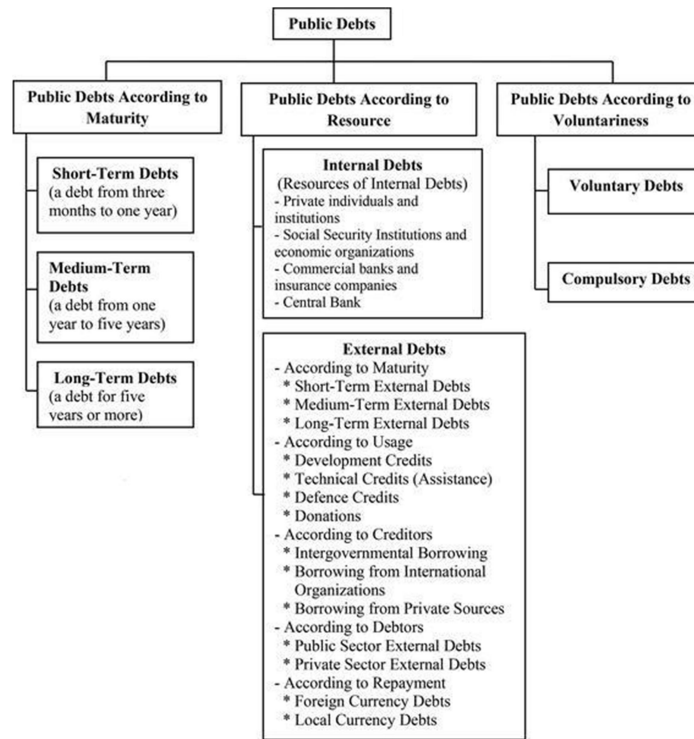 Public Debts
Public Debts According to
Maturity
Short-Term Debts
(a debt from three
months to one year)
Medium-Term
Debts
(a debt from one
year to five years)
Long-Term Debts
(a debt for five
years or more)
Public Debts According to
Resource
Internal Debts
(Resources of Internal Debts)
- Private individuals and
institutions
- Social Security Institutions and
economic organizations
- Commercial banks and
insurance companies
- Central Bank
External Debts
- According to Maturity
* Short-Term External Debts
* Medium-Term External Debts
* Long-Term External Debts
- According to Usage
* Development Credits
* Technical Credits (Assistance)
* Defence Credits
* Donations
- According to Creditors
* Intergovernmental Borrowing
* Borrowing from International
Organizations
* Borrowing from Private Sources
- According to Debtors
* Public Sector External Debts
* Private Sector External Debts
- According to Repayment
* Foreign Currency Debts
* Local Currency Debts
Public Debts According to
Voluntariness
Voluntary Debts
Compulsory Debts